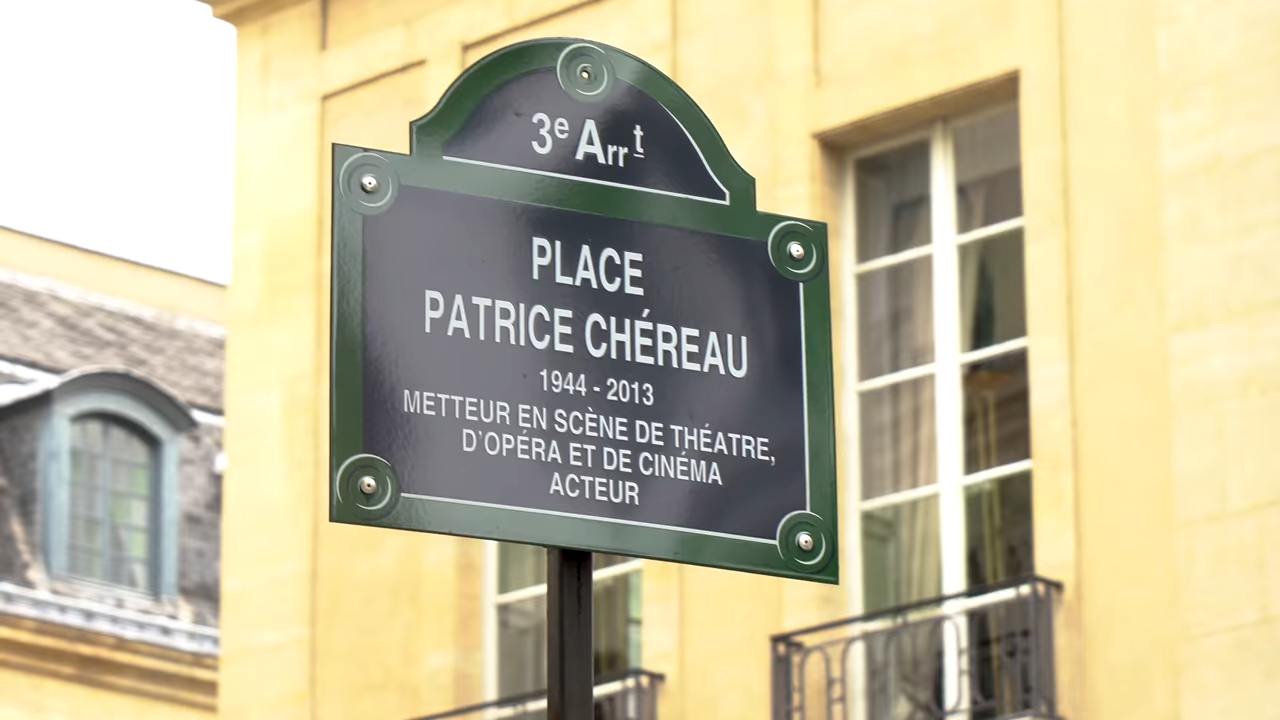 3e Arrt
PLACE
PATRICE CHÉREAU
1944 - 2013
METTEUR EN SCÈNE DE THÉATRE,
D'OPÉRA ET DE CINÉMA
ACTEUR